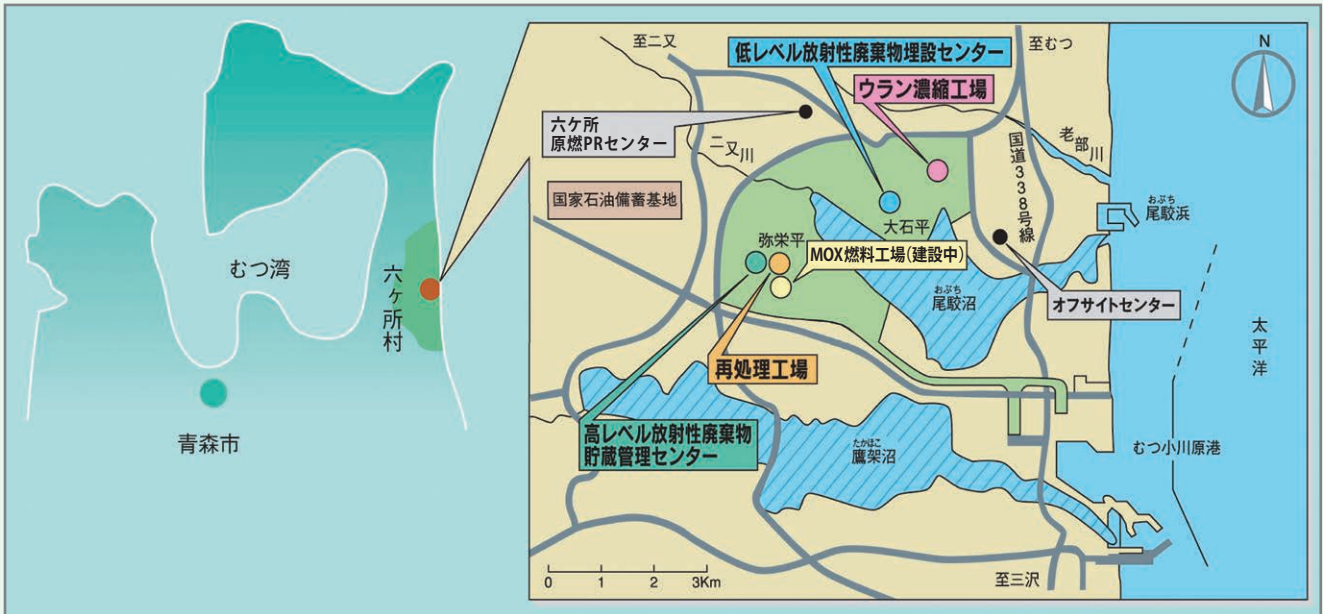 むつ湾
六ヶ所村
青森市
至二又
低レベル放射性廃棄物埋設センター
至むつ
N
ウラン濃縮工場
六ケ所
原燃PRセンター
二又川
老部川
国道338号線
国家石油備蓄基地
おぶち
尾駮浜
大石平
弥栄平
MOX燃料工場(建設中)
おぶち
尾駮沼
オフサイトセンター
太平洋
再処理工場
高レベル放射性廃棄物
貯蔵管理センター
たかほこ
鷹架沼
むつ小川原港
至三沢
0 1 2 3Km